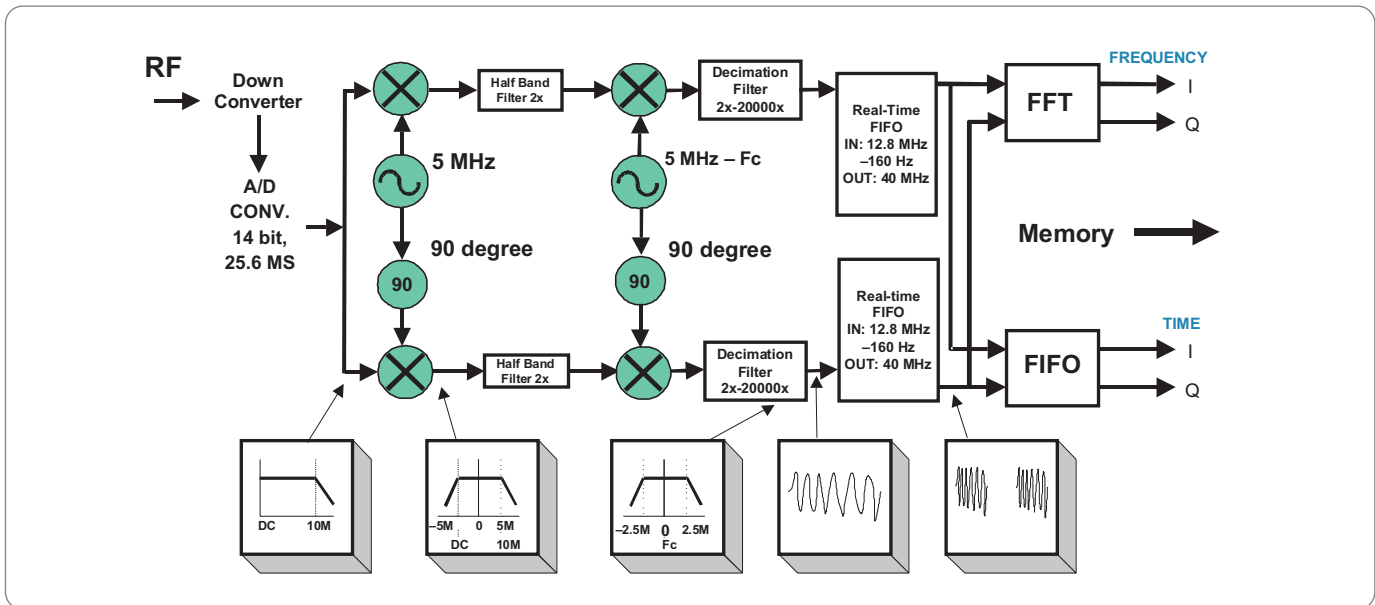 RF
Down
Converter
A/D
CONV.
14 bit,
25.6 MS
5 MHz
90 degree
90
Half Band
Filter 2x
5 MHz – Fc
90 degree
90
Decimation
Filter
2x-20000x
Real-Time
FIFO
IN: 12.8 MHz
–160 Hz
OUT: 40 MHz
FREQUENCY
FFT
I
Q
Memory
Half Band
Filter 2x
Decimation
Filter
2x-20000x
Real-time
FIFO
IN: 12.8 MHz
–160 Hz
OUT: 40 MHz
TIME
FIFO
I
Q
DC 10M
–5M 0 5M
DC 10M
–2.5M 0 2.5M
Fc